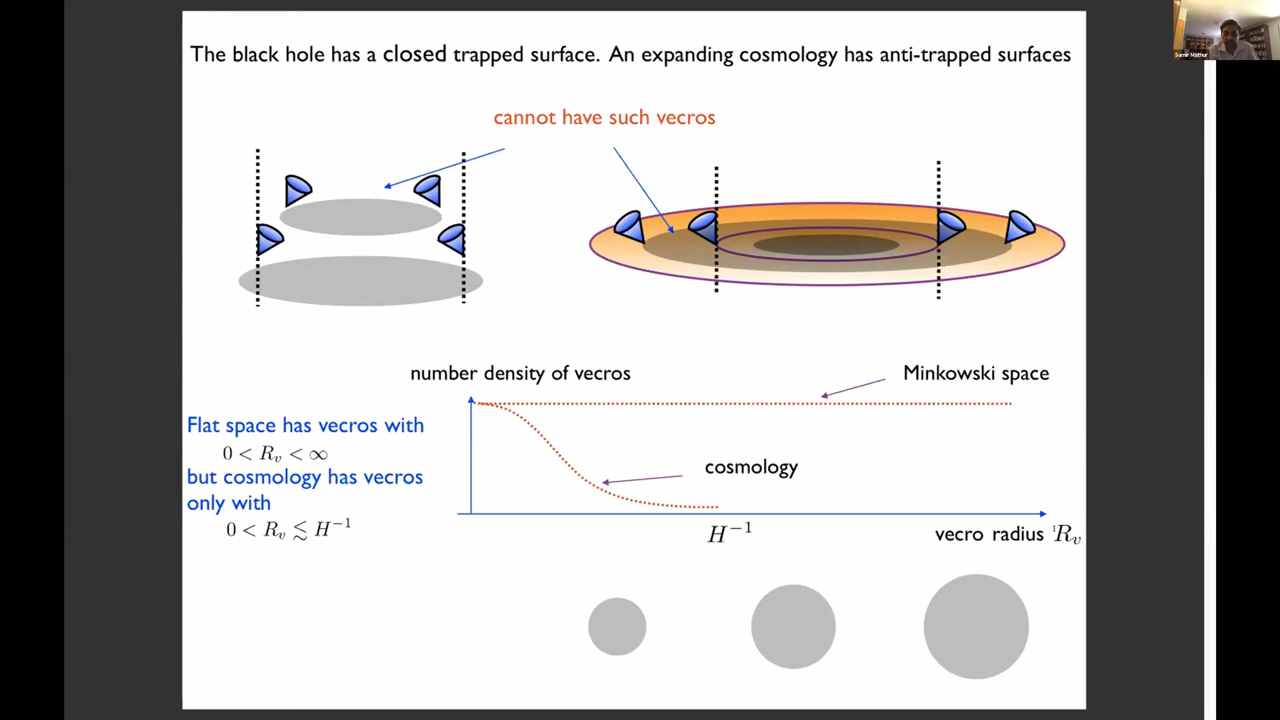 The black hole has a closed trapped surface. An expanding cosmology has anti-trapped surfaces
cannot have such vecros
number density of vecros
Minkowski space
Flat space has vecros with
0 < R_v < ∞
but cosmology has vecros
only with
0 < R_v ≲ H^{-1}
cosmology
H^{-1}
vecro radius R_v
Samir Mathur